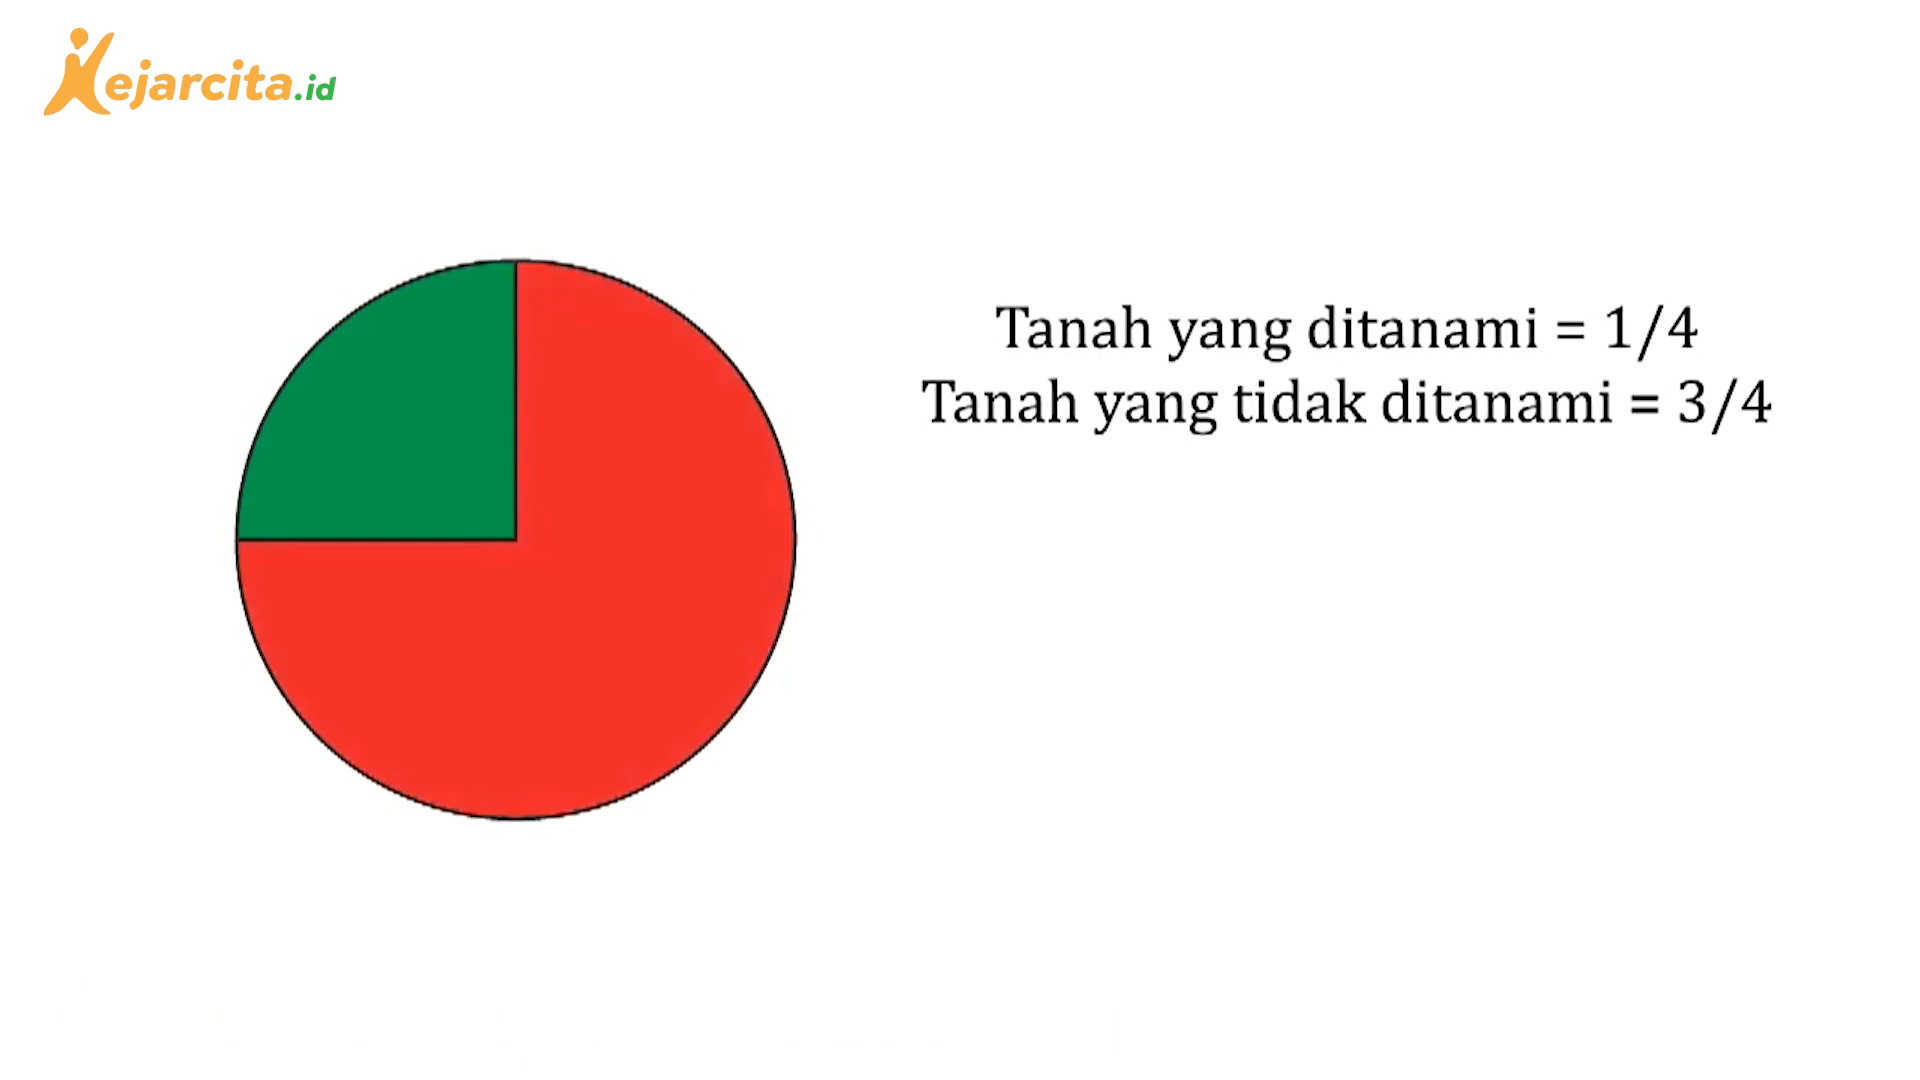 Kejarcita.id
Tanah yang ditanami = 1/4
Tanah yang tidak ditanami = 3/4